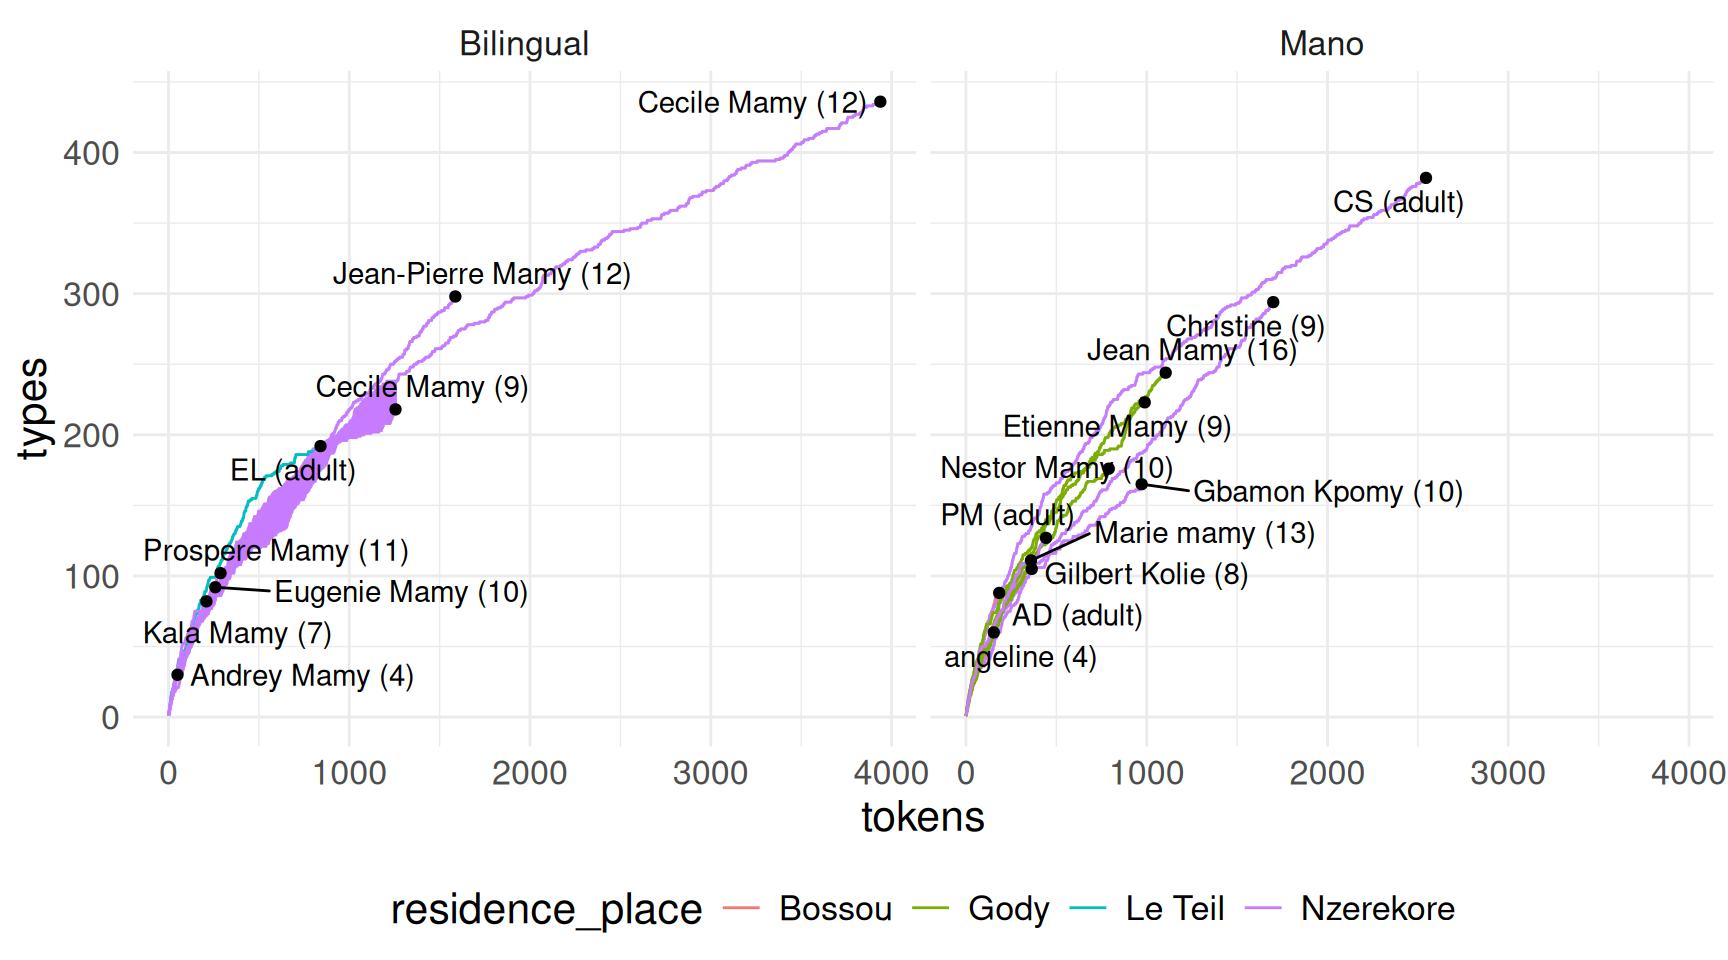 Bilingual
Mano
types
400
300
200
100
0
Cecile Mamy (12)
Jean-Pierre Mamy (12)
Cecile Mamy (9)
EL (adult)
Prospere Mamy (11)
Eugenie Mamy (10)
Kala Mamy (7)
Andrey Mamy (4)
CS (adult)
Christine (9)
Jean Mamy (16)
Etienne Mamy (9)
Nestor Mamy (10)
Gbamon Kpomy (10)
PM (adult)
Marie mamy (13)
Gilbert Kolie (8)
AD (adult)
angeline (4)
0 1000 2000 3000 4000
0 1000 2000 3000 4000
tokens
residence_place Bossou Gody Le Teil Nzerekore